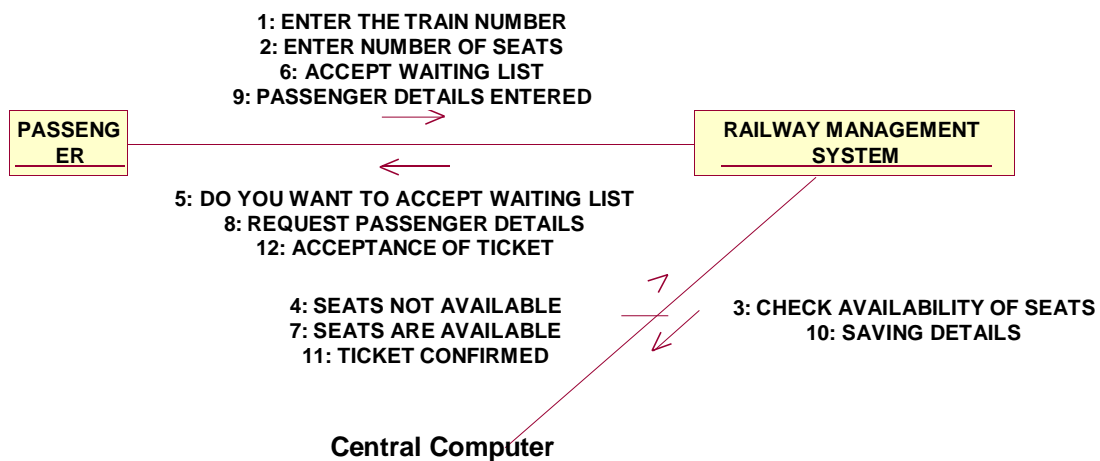 1: ENTER THE TRAIN NUMBER
2: ENTER NUMBER OF SEATS
6: ACCEPT WAITING LIST
9: PASSENGER DETAILS ENTERED
PASSENG
ER
RAILWAY MANAGEMENT
SYSTEM
5: DO YOU WANT TO ACCEPT WAITING LIST
8: REQUEST PASSENGER DETAILS
12: ACCEPTANCE OF TICKET
4: SEATS NOT AVAILABLE
7: SEATS ARE AVAILABLE
11: TICKET CONFIRMED
3: CHECK AVAILABILITY OF SEATS
10: SAVING DETAILS
Central Computer